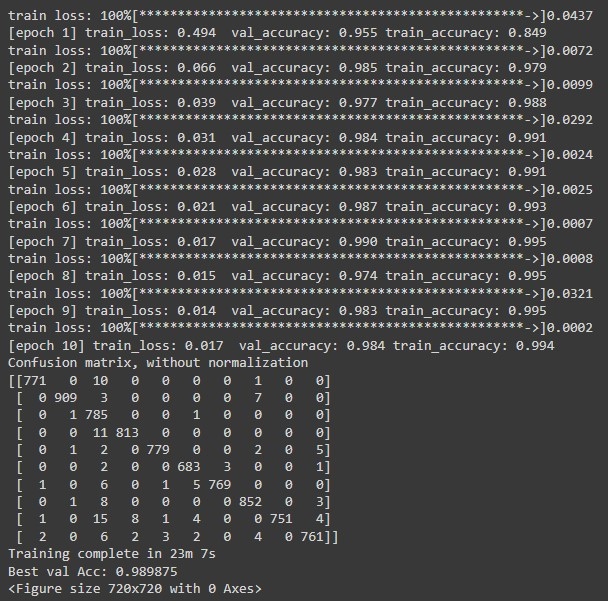 train loss: 100%[**************************************************->]0.0437
[epoch 1] train_loss: 0.494  val_accuracy: 0.955 train_accuracy: 0.849
train loss: 100%[**************************************************->]0.0072
[epoch 2] train_loss: 0.066  val_accuracy: 0.985 train_accuracy: 0.979
train loss: 100%[**************************************************->]0.0099
[epoch 3] train_loss: 0.039  val_accuracy: 0.977 train_accuracy: 0.988
train loss: 100%[**************************************************->]0.0292
[epoch 4] train_loss: 0.031  val_accuracy: 0.984 train_accuracy: 0.991
train loss: 100%[**************************************************->]0.0024
[epoch 5] train_loss: 0.028  val_accuracy: 0.983 train_accuracy: 0.991
train loss: 100%[**************************************************->]0.0025
[epoch 6] train_loss: 0.021  val_accuracy: 0.987 train_accuracy: 0.993
train loss: 100%[**************************************************->]0.0007
[epoch 7] train_loss: 0.017  val_accuracy: 0.990 train_accuracy: 0.995
train loss: 100%[**************************************************->]0.0008
[epoch 8] train_loss: 0.015  val_accuracy: 0.974 train_accuracy: 0.995
train loss: 100%[**************************************************->]0.0321
[epoch 9] train_loss: 0.014  val_accuracy: 0.983 train_accuracy: 0.995
train loss: 100%[**************************************************->]0.0002
[epoch 10] train_loss: 0.017  val_accuracy: 0.984 train_accuracy: 0.994
Confusion matrix, without normalization
[[771   0  10   0   0   0   0   1   0   0]
 [  0 909   3   0   0   0   0   7   0   0]
 [  0   1 785   0   0   1   0   0   0   0]
 [  0   0  11 813   0   0   0   0   0   0]
 [  0   1   2   0 779   0   0   2   0   5]
 [  0   0   2   0   0 683   3   0   0   1]
 [  1   0   6   0   1   5 769   0   0   0]
 [  0   1   8   0   0   0   0 852   0   3]
 [  1   0  15   8   1   4   0   0 751   4]
 [  2   0   6   2   3   2   0   4   0 761]]
Training complete in 23m 7s
Best val Acc: 0.989875
<Figure size 720x720 with 0 Axes>